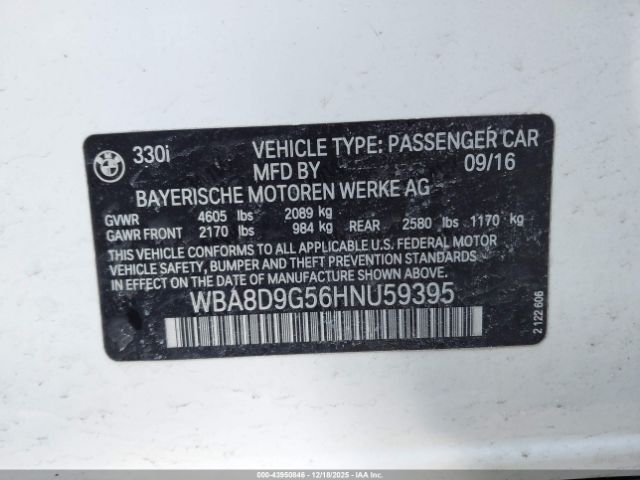 BMW
330i VEHICLE TYPE: PASSENGER CAR
MFD BY 09/16
BAYERISCHE MOTOREN WERKE AG
GVWR 4605 lbs 2089 kg
GAWR FRONT 2170 lbs 984 kg REAR 2580 lbs 1170 kg
THIS VEHICLE CONFORMS TO ALL APPLICABLE U.S. FEDERAL MOTOR
VEHICLE SAFETY, BUMPER AND THEFT PREVENTION STANDARDS
IN EFFECT ON THE DATE OF MANUFACTURE SHOWN ABOVE.
WBA8D9G56HNU59395
2 122 606
000-43950846 - 12/18/2025 - IAAI.COM